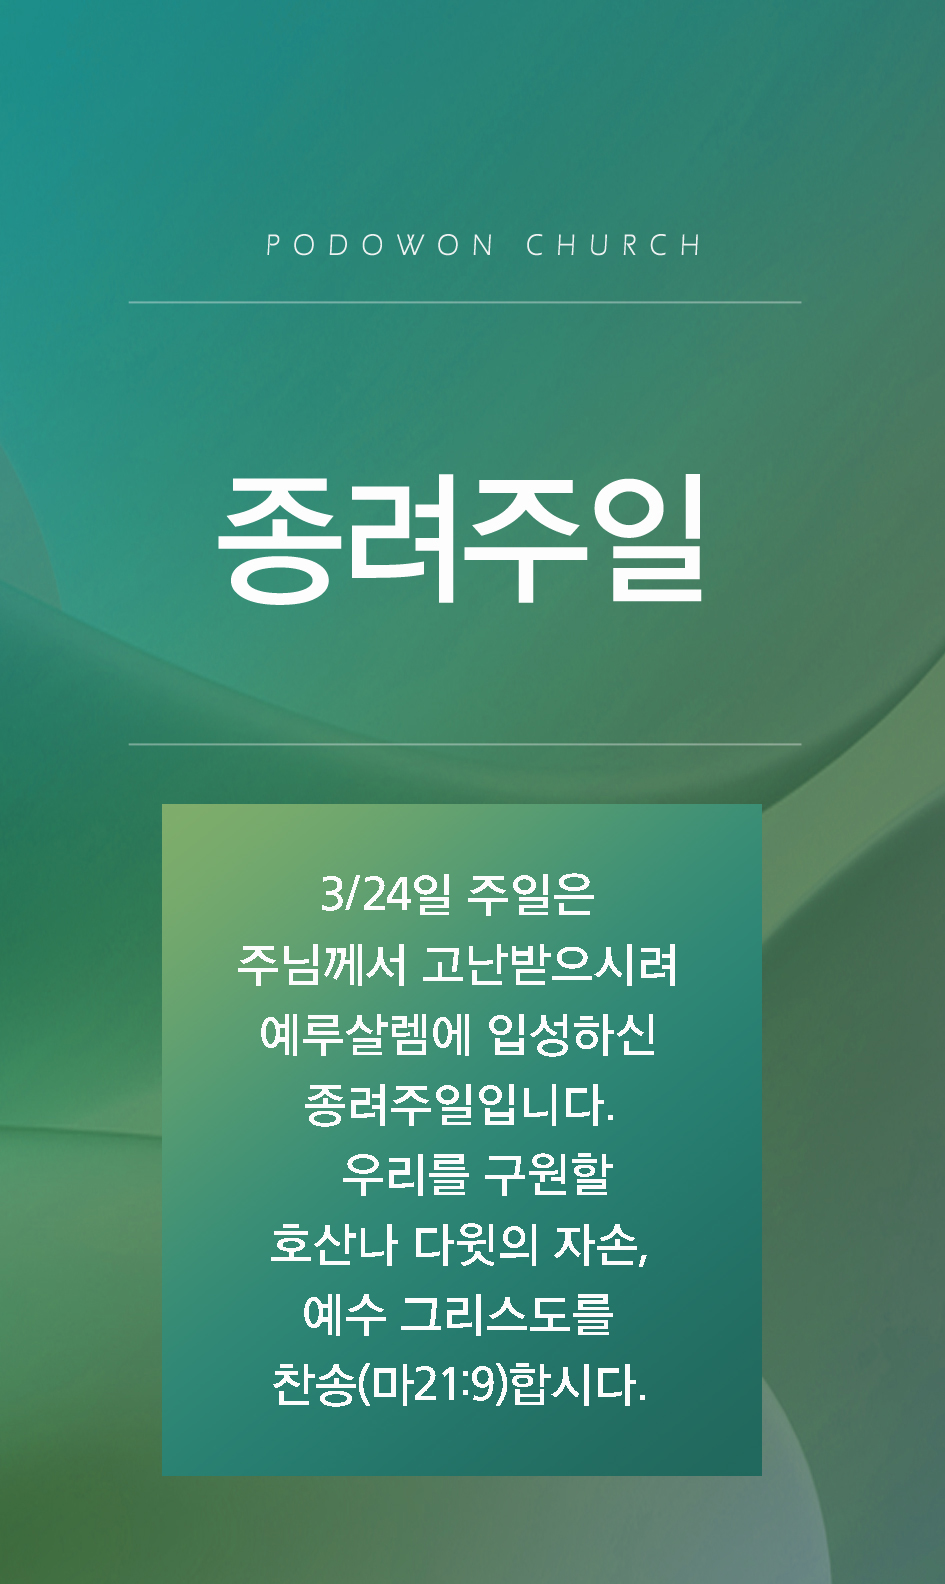 PODOWON CHURCH
종려주일
3/24일 주일은
주님께서 고난받으시려
예루살렘에 입성하신
종려주일입니다.
우리를 구원할
호산나 다윗의 자손,
예수 그리스도를
찬송(마21:9)합시다.